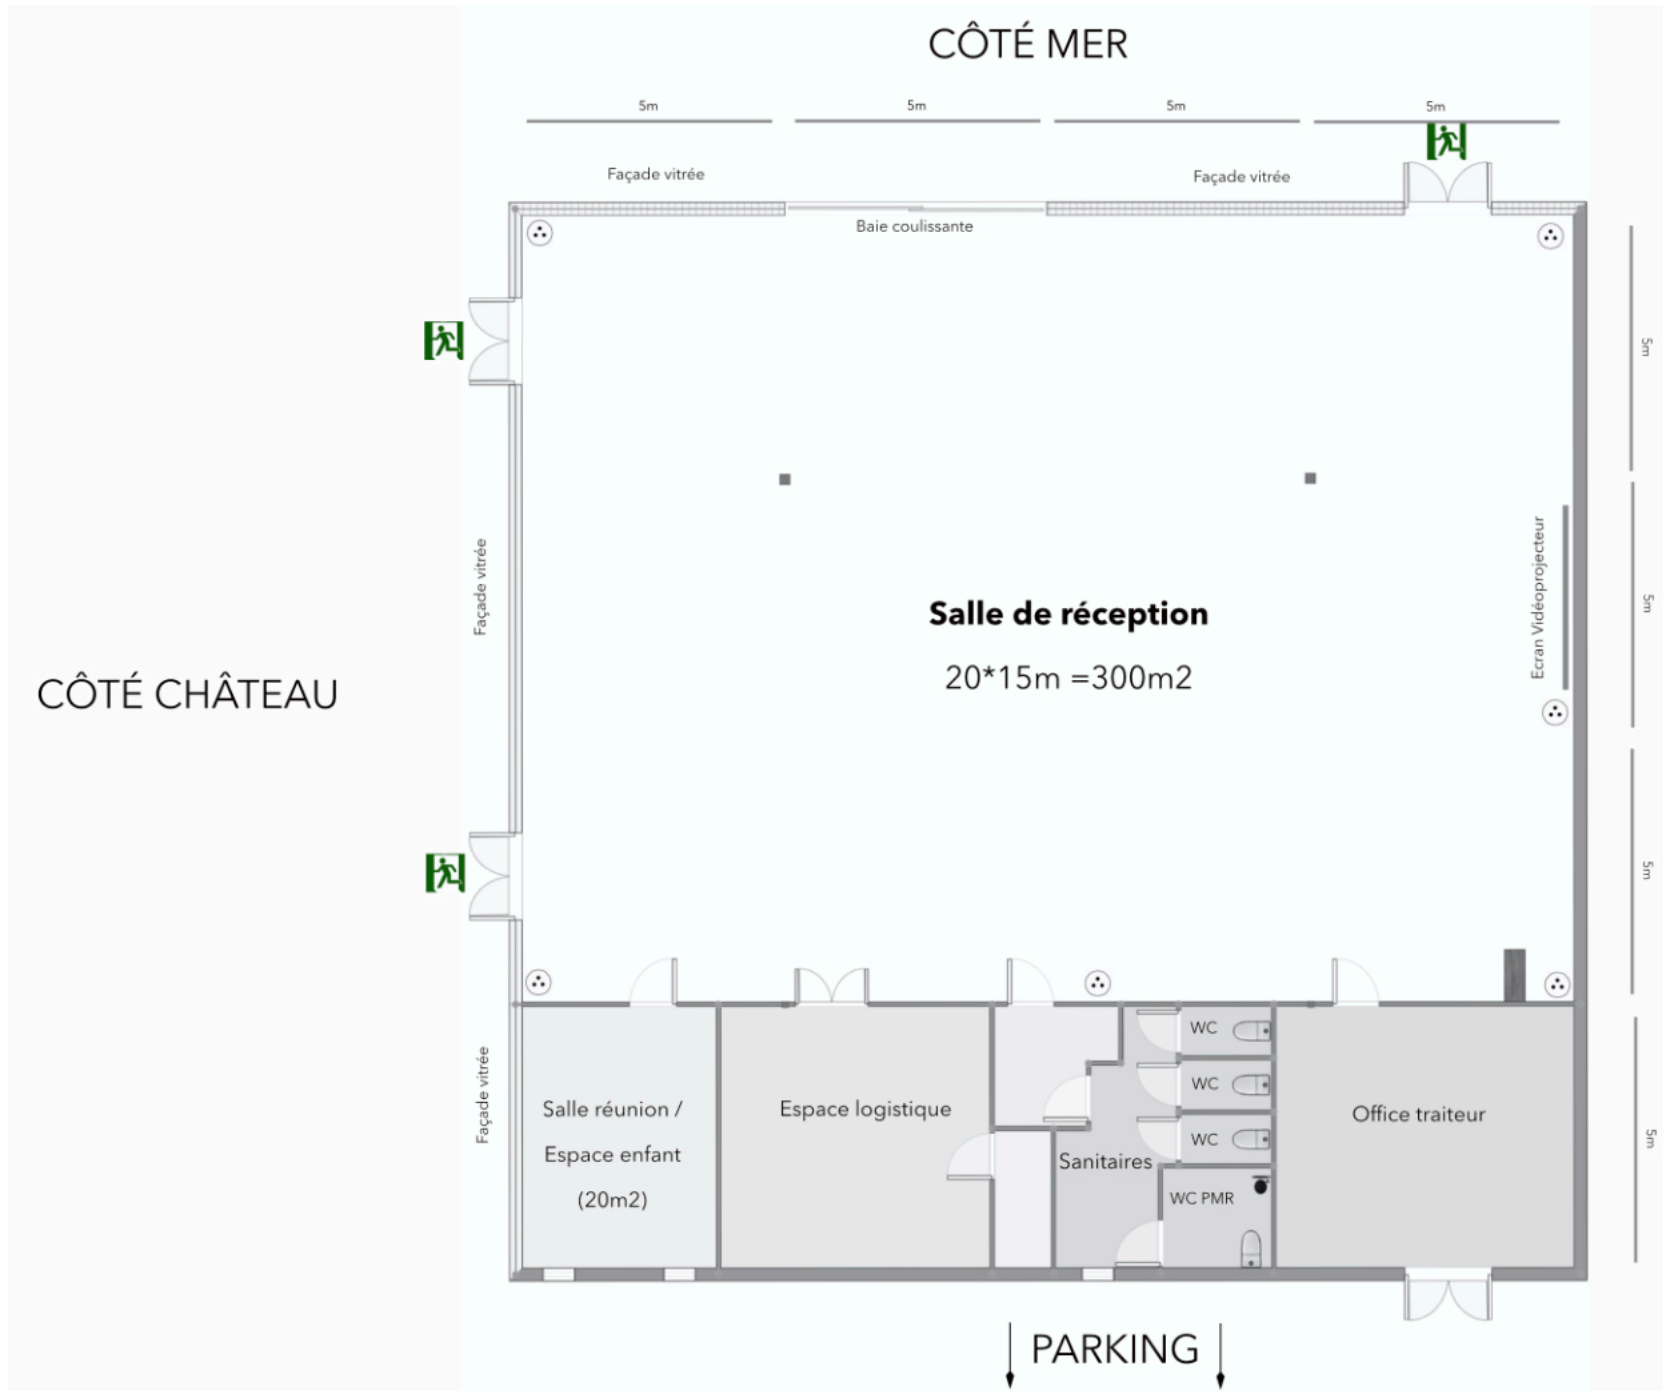 CÔTÉ MER
5m
5m
5m
5m
Façade vitrée
Façade vitrée
Baie coulissante
5m
Façade vitrée
Ecran Vidéoprojecteur
5m
Salle de réception
20*15m =300m2
CÔTÉ CHÂTEAU
5m
Façade vitrée
Salle réunion /
Espace enfant
(20m2)
Espace logistique
Sanitaires
WC
WC
WC
WC PMR
Office traiteur
5m
PARKING